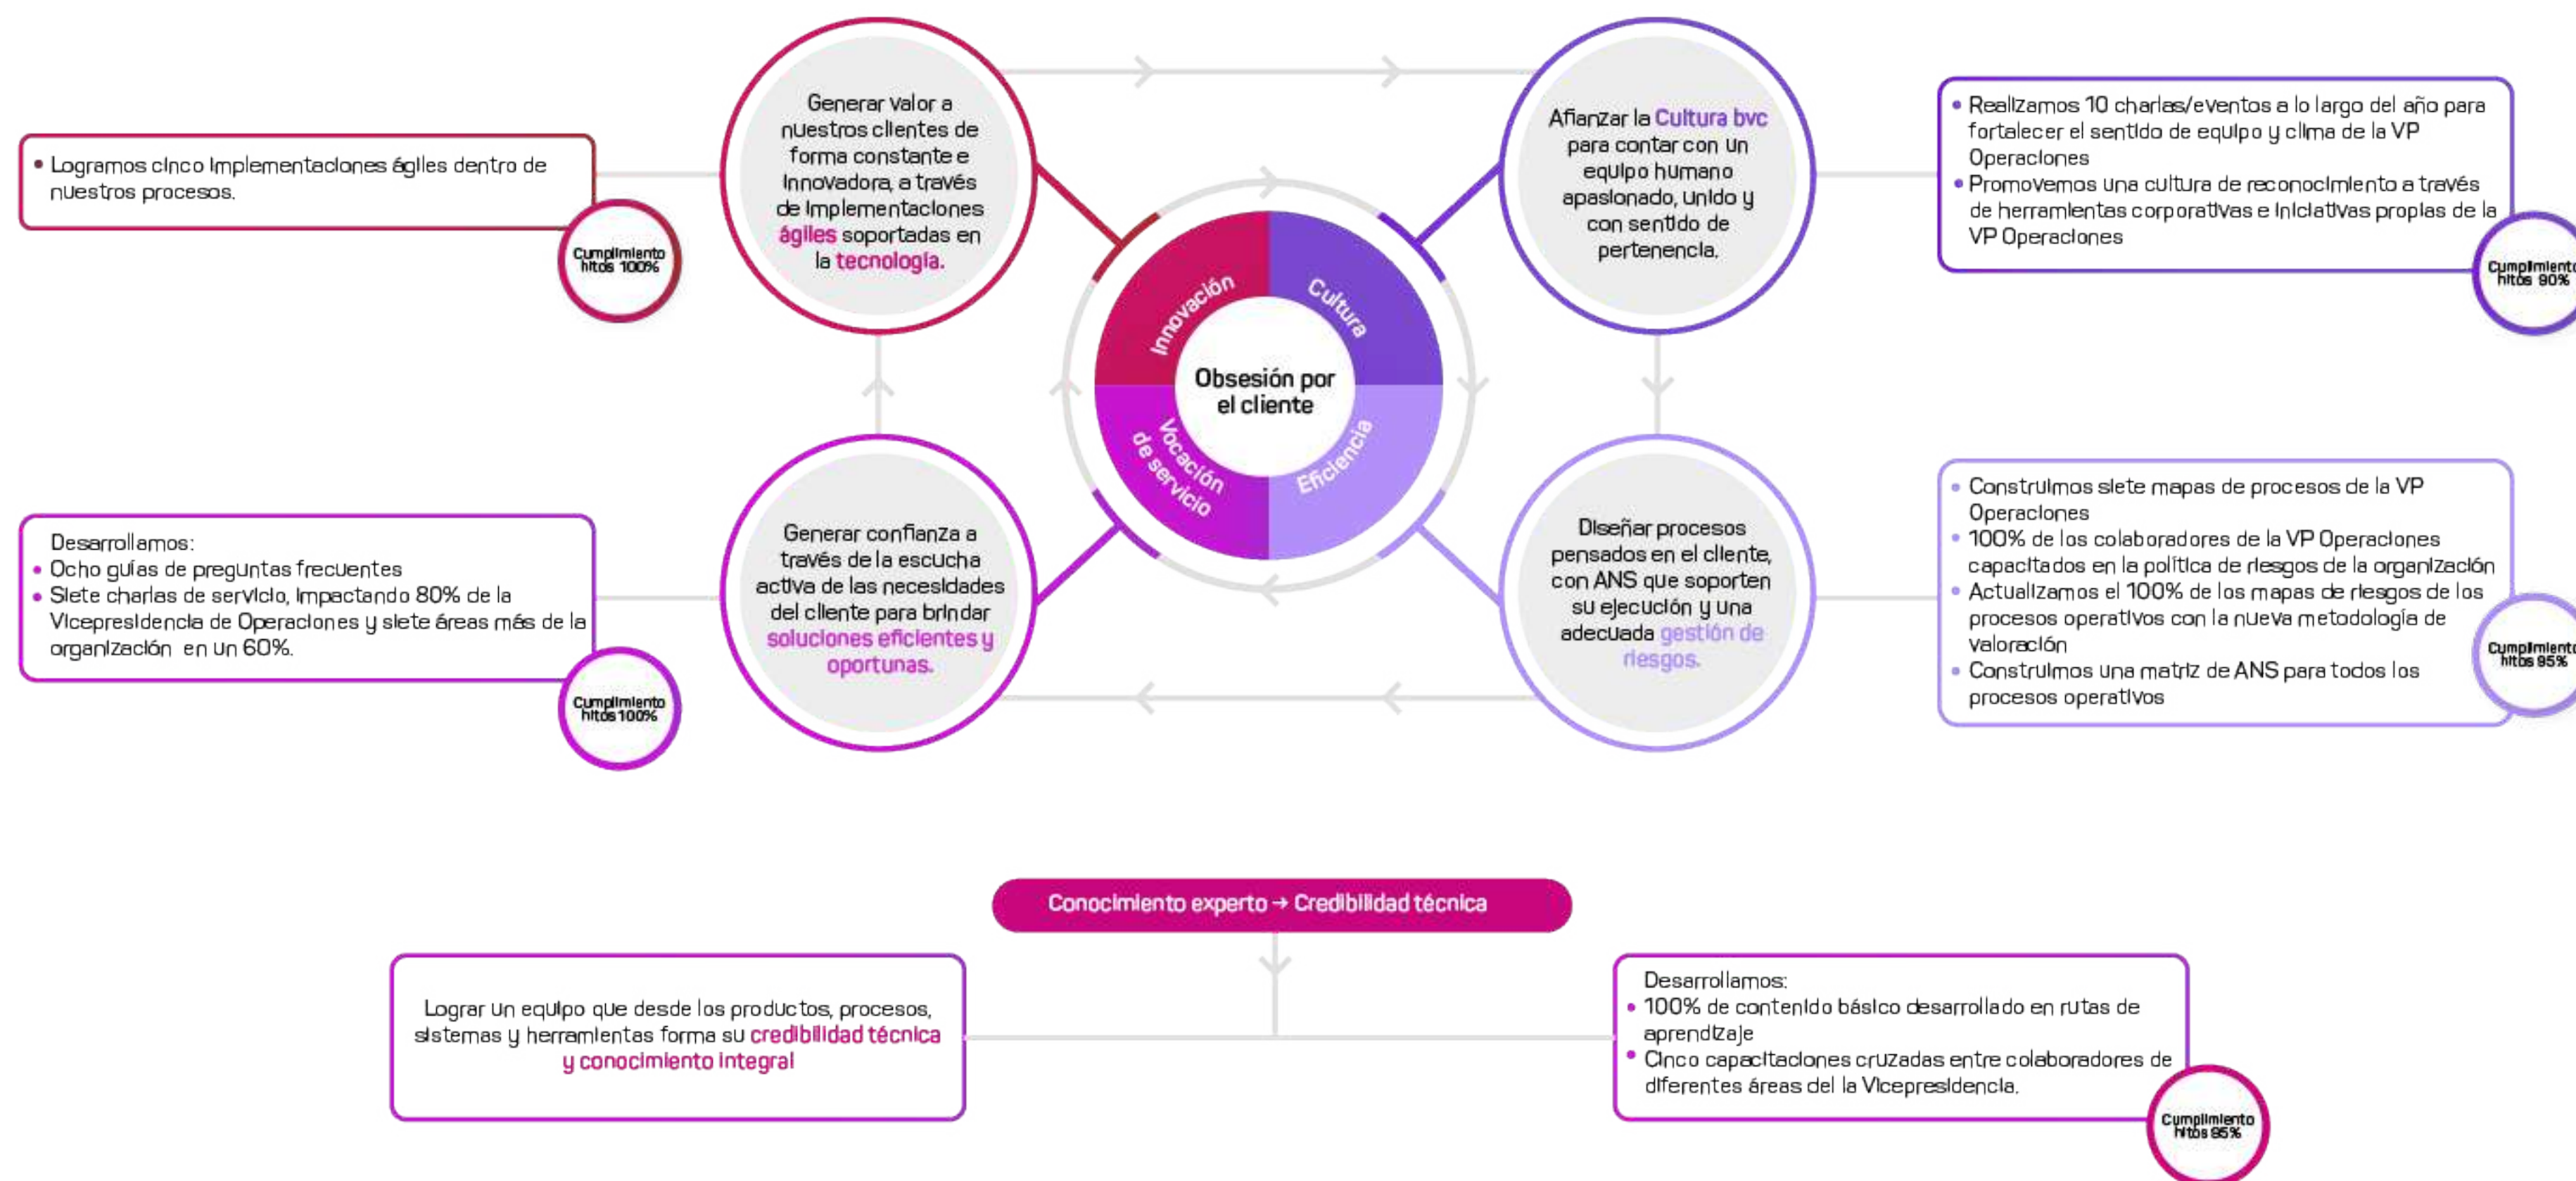 Logramos cinco implementaciones ágiles dentro de
nuestros procesos.
Cumplimiento
hitos 100%
Generar valor a
nuestros clientes de
forma constante e
innovadora, a través
de implementaciones
ágiles soportadas en
la tecnología.
Afianzar la Cultura bvc
para contar con un
equipo humano
apasionado, unido y
con sentido de
pertenencia.
• Realizamos 10 charlas/eventos a lo largo del año para
fortalecer el sentido de equipo y clima de la VP
Operaciones
• Promovemos una cultura de reconocimiento a través
de herramientas corporativas e iniciativas propias de la
VP Operaciones
Cumplimiento
hitos 90%
Innovación
Cultura
Obsesión por
el cliente
Vocación
de servicio
Eficiencia
Desarrollamos:
• Ocho guías de preguntas frecuentes
• Siete charlas de servicio, impactando 80% de la
Vicepresidencia de Operaciones y siete áreas más de la
organización en un 60%.
Cumplimiento
hitos 100%
Generar confianza a
través de la escucha
activa de las necesidades
del cliente para brindar
soluciones eficientes y
oportunas.
Diseñar procesos
pensados en el cliente,
con ANS que soporten
su ejecución y una
adecuada gestión de
riesgos.
• Construimos siete mapas de procesos de la VP
Operaciones
• 100% de los colaboradores de la VP Operaciones
capacitados en la política de riesgos de la organización
• Actualizamos el 100% de los mapas de riesgos de los
procesos operativos con la nueva metodología de
valoración
• Construimos una matriz de ANS para todos los
procesos operativos
Cumplimiento
hitos 95%
Conocimiento experto → Credibilidad técnica
Lograr un equipo que desde los productos, procesos,
sistemas y herramientas forma su credibilidad técnica
y conocimiento integral
Desarrollamos:
• 100% de contenido básico desarrollado en rutas de
aprendizaje
• Cinco capacitaciones cruzadas entre colaboradores de
diferentes áreas del la Vicepresidencia.
Cumplimiento
hitos